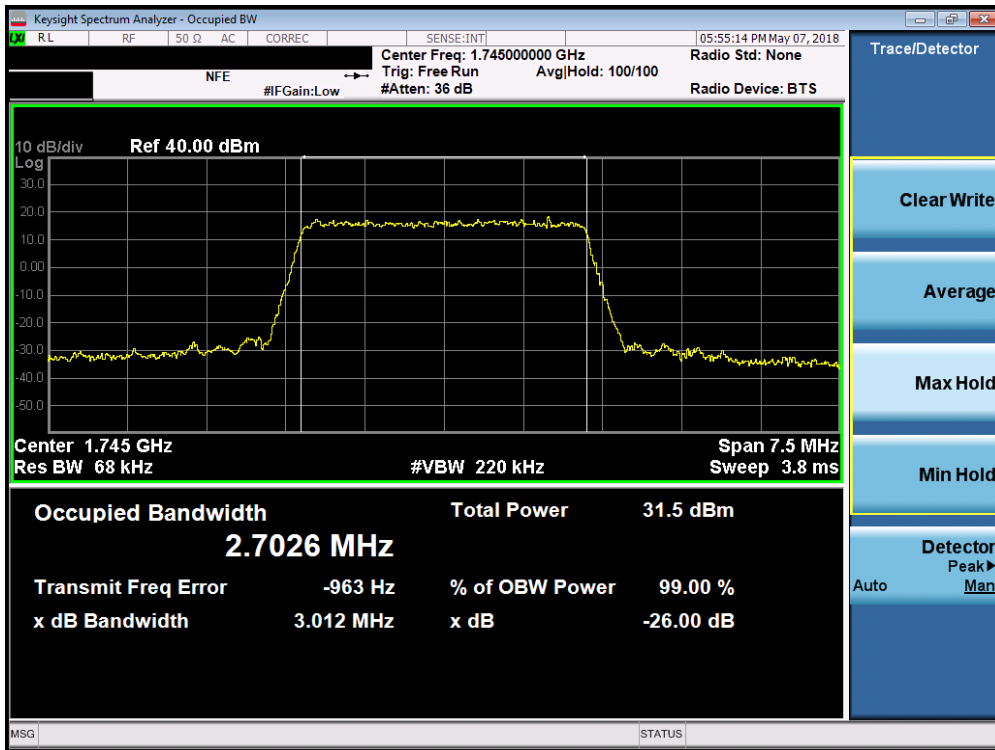 Keysight Spectrum Analyzer - Occupied BW
LXI RL RF 50 Ω AC CORREC SENSE:INT 05:55:14 PM May 07, 2018
Center Freq: 1.745000000 GHz Radio Std: None
NFE Trig: Free Run Avg|Hold: 100/100
#IFGain:Low #Atten: 36 dB Radio Device: BTS
10 dB/div Ref 40.00 dBm
Log
30.0
20.0
10.0
0.00
-10.0
-20.0
-30.0
-40.0
-50.0
Center 1.745 GHz Span 7.5 MHz
Res BW 68 kHz #VBW 220 kHz Sweep 3.8 ms
Occupied Bandwidth Total Power 31.5 dBm
2.7026 MHz
Transmit Freq Error -963 Hz % of OBW Power 99.00 %
x dB Bandwidth 3.012 MHz x dB -26.00 dB
MSG STATUS
Trace/Detector
Clear Write
Average
Max Hold
Min Hold
Detector
Peak▶
Auto Man